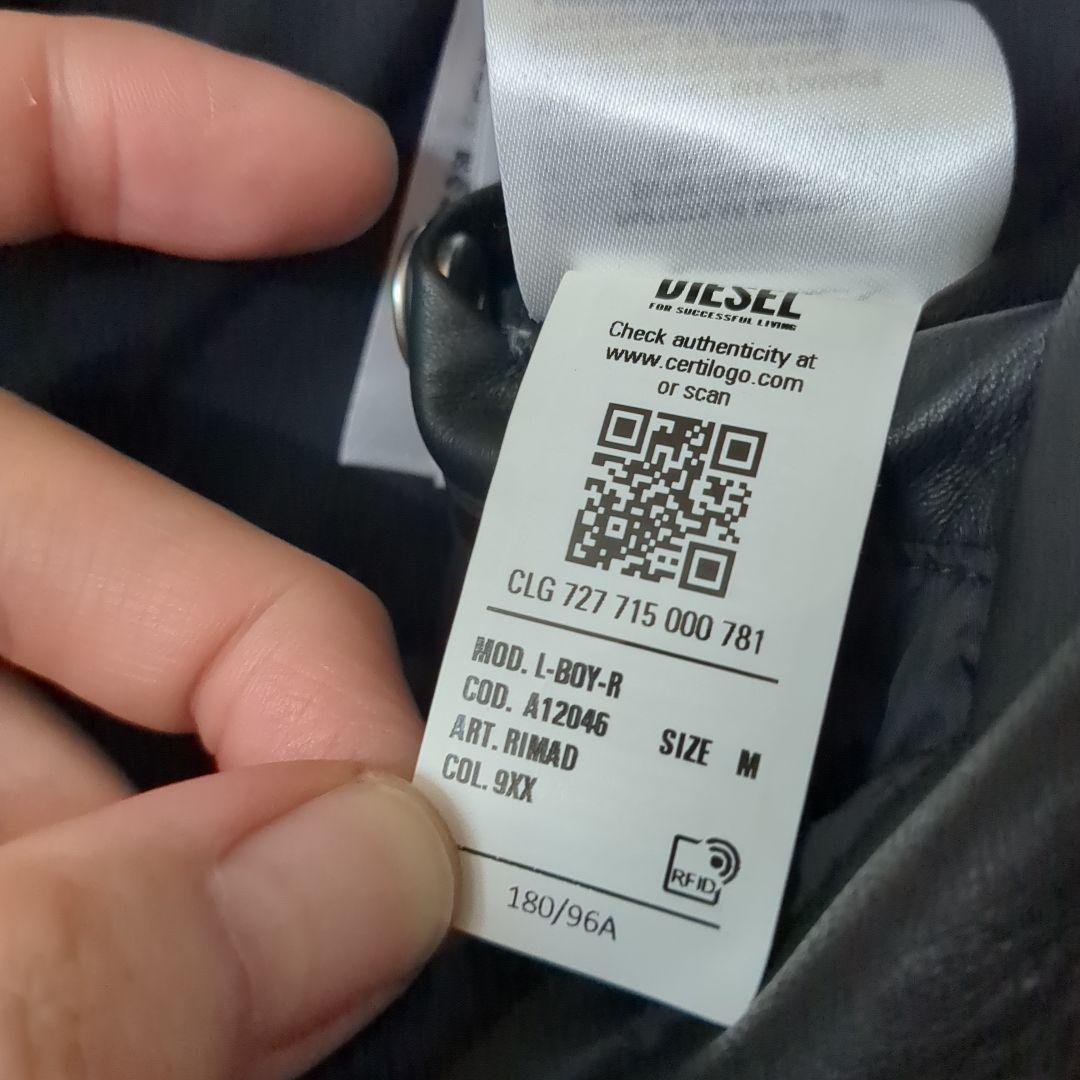 DIESEL
FOR SUCCESSFUL LIVING
Check authenticity at
www.certilogo.com
or scan
CLG 727 715 000 781
MOD. L-BOY-R
COD. A12046
ART. RIMAD
COL. 9XX
SIZE M
RFID
180/96A